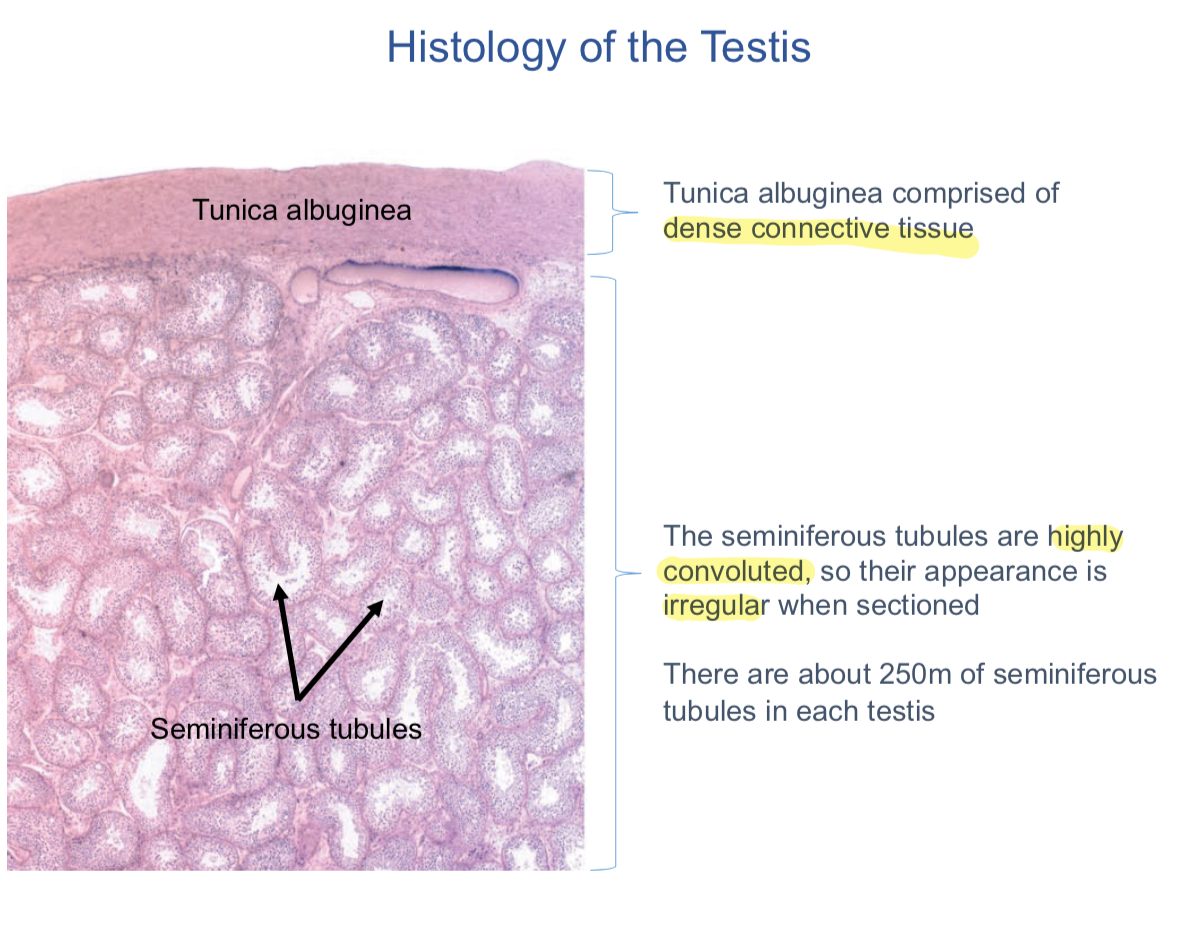 Histology of the Testis
Tunica albuginea
Tunica albuginea comprised of
dense connective tissue
The seminiferous tubules are highly
convoluted, so their appearance is
irregular when sectioned
There are about 250m of seminiferous
tubules in each testis
Seminiferous tubules